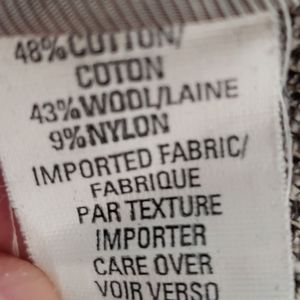 48%COTTON/
COTON
43%WOOL/LAINE
9%NYLON
IMPORTED FABRIC/
FABRIQUE
PAR TEXTURE
IMPORTER
CARE OVER
VOIR VERSO